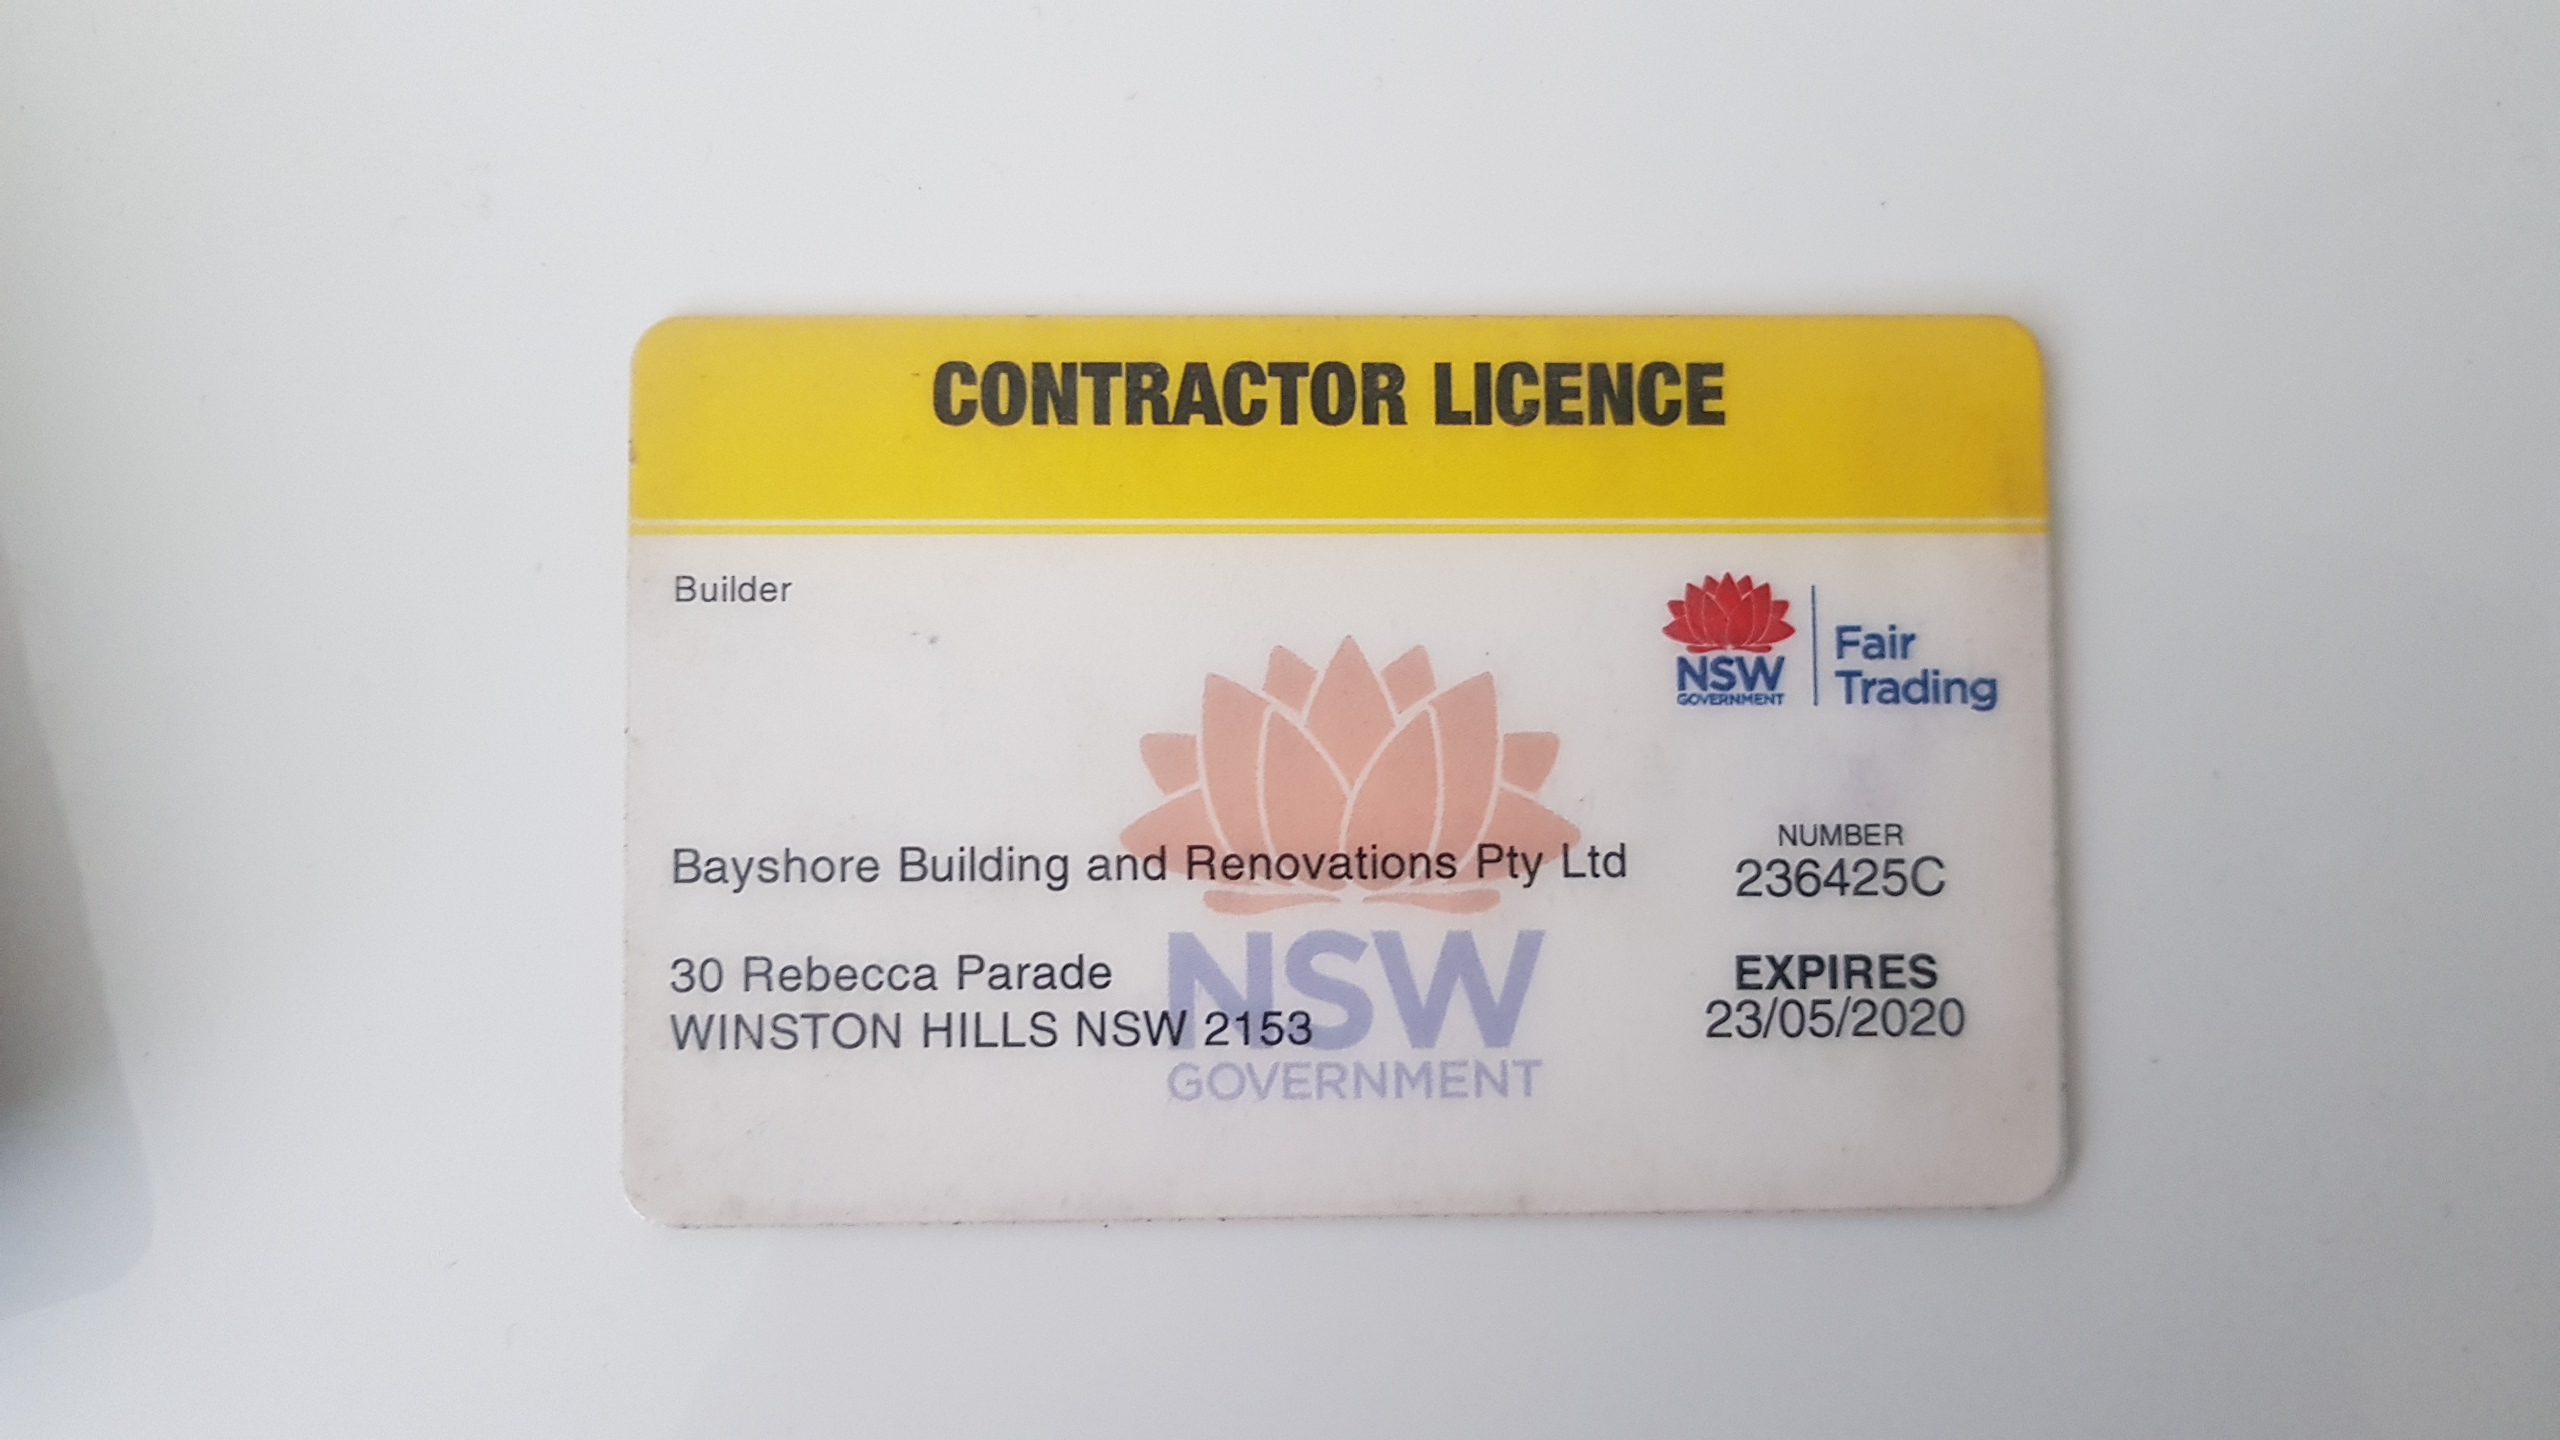 CONTRACTOR LICENCE
Builder
NSW
GOVERNMENT
Fair
Trading
NUMBER
Bayshore Building and Renovations Pty Ltd 236425C
30 Rebecca Parade EXPIRES
WINSTON HILLS NSW 2153 23/05/2020
NSW
GOVERNMENT